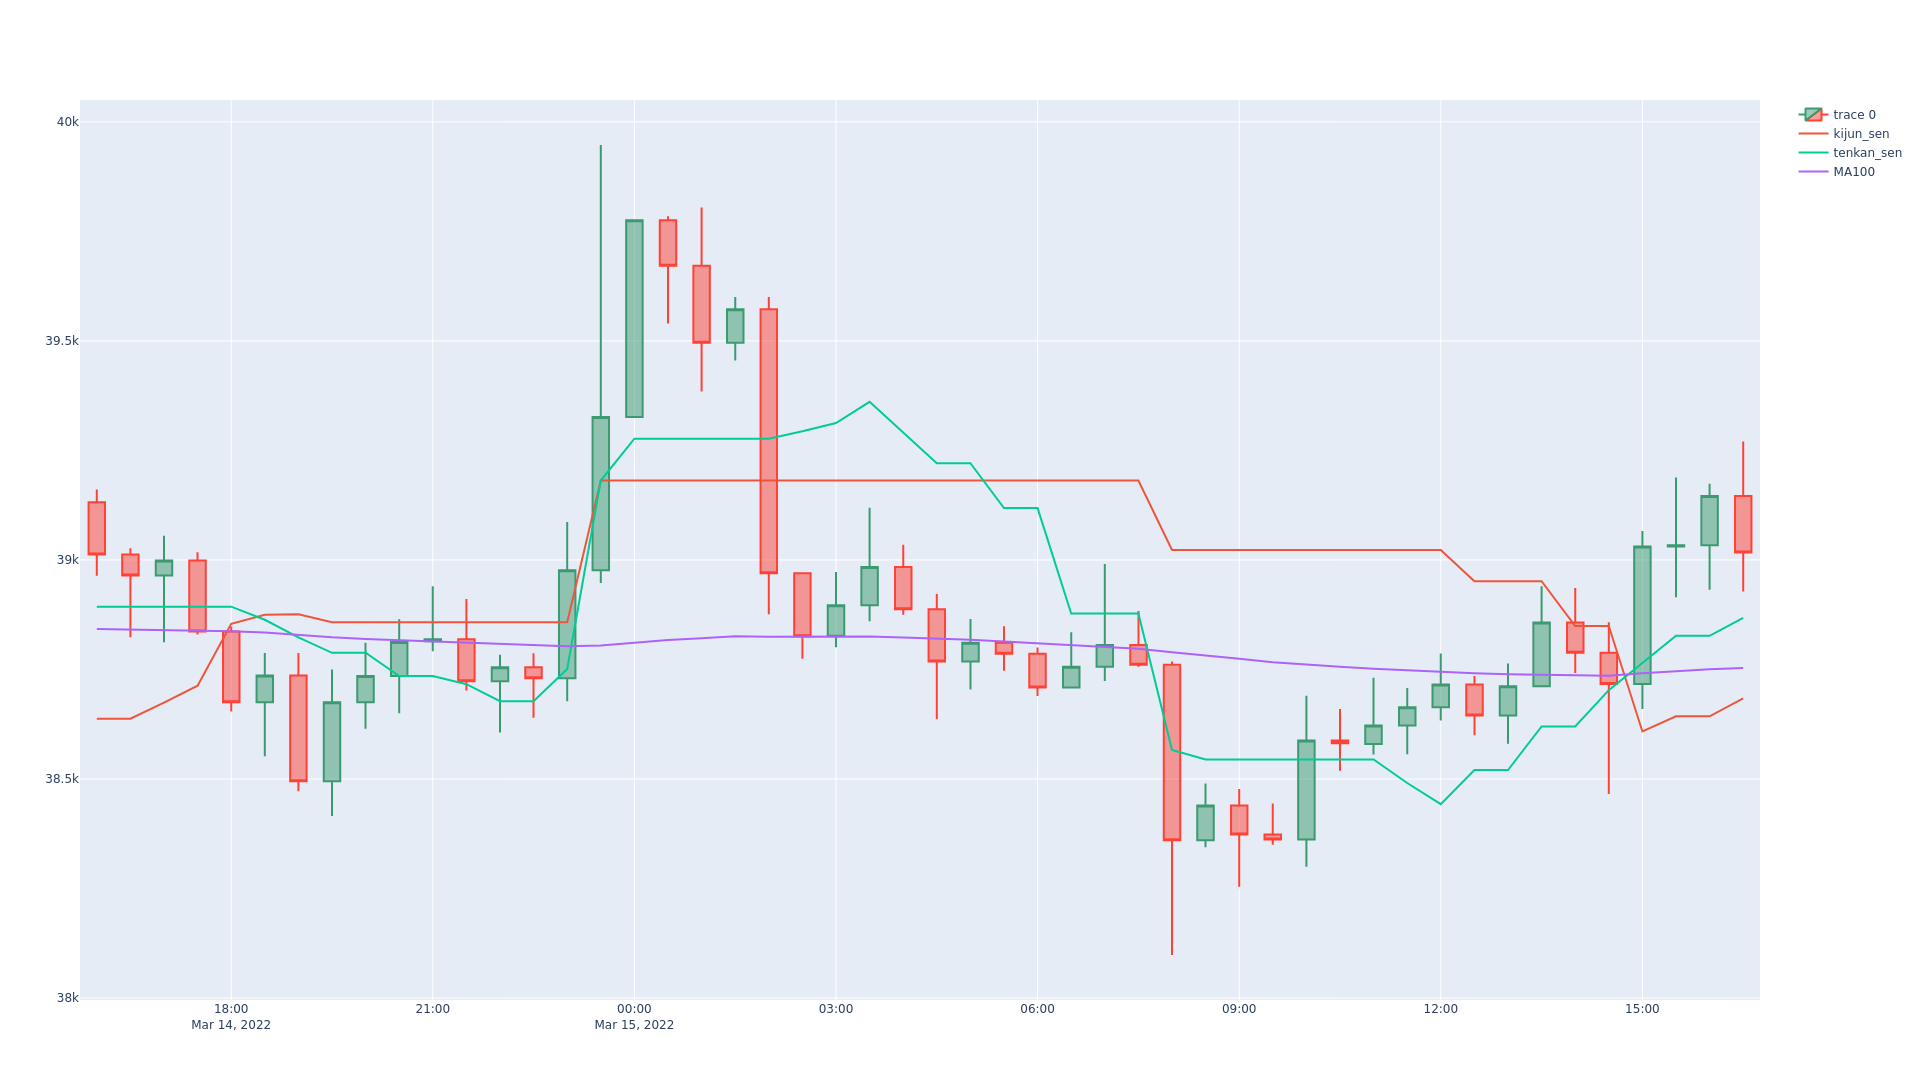 40k
39.5k
39k
38.5k
38k
18:00
Mar 14, 2022
21:00
00:00
Mar 15, 2022
03:00
06:00
09:00
12:00
15:00
trace 0
kijun_sen
tenkan_sen
MA100